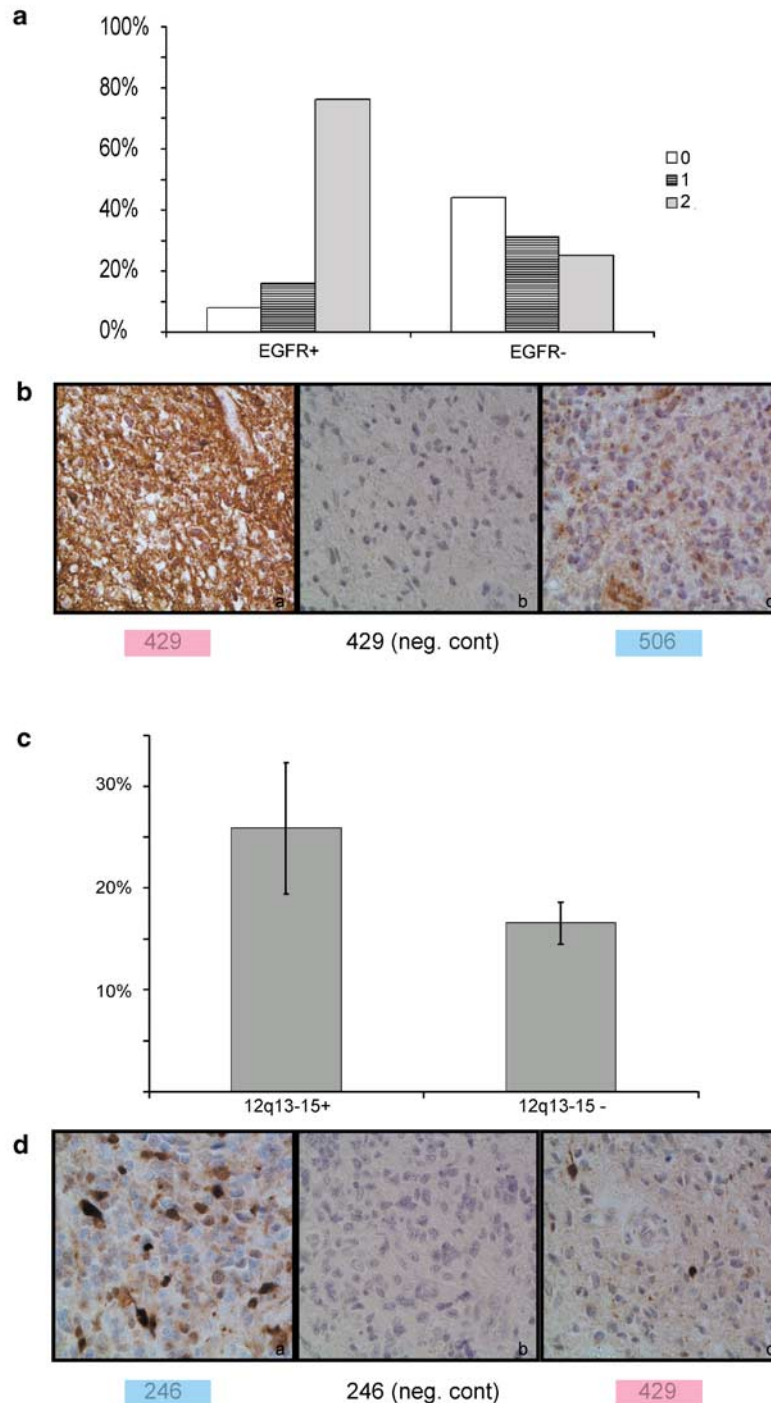 a
100%
80%
60%
40%
20%
0%
0
1
2
EGFR+ EGFR-
b
a b c
429 429 (neg. cont) 506
c
30%
20%
10%
12q13-15+ 12q13-15 -
d
a b c
246 246 (neg. cont) 429